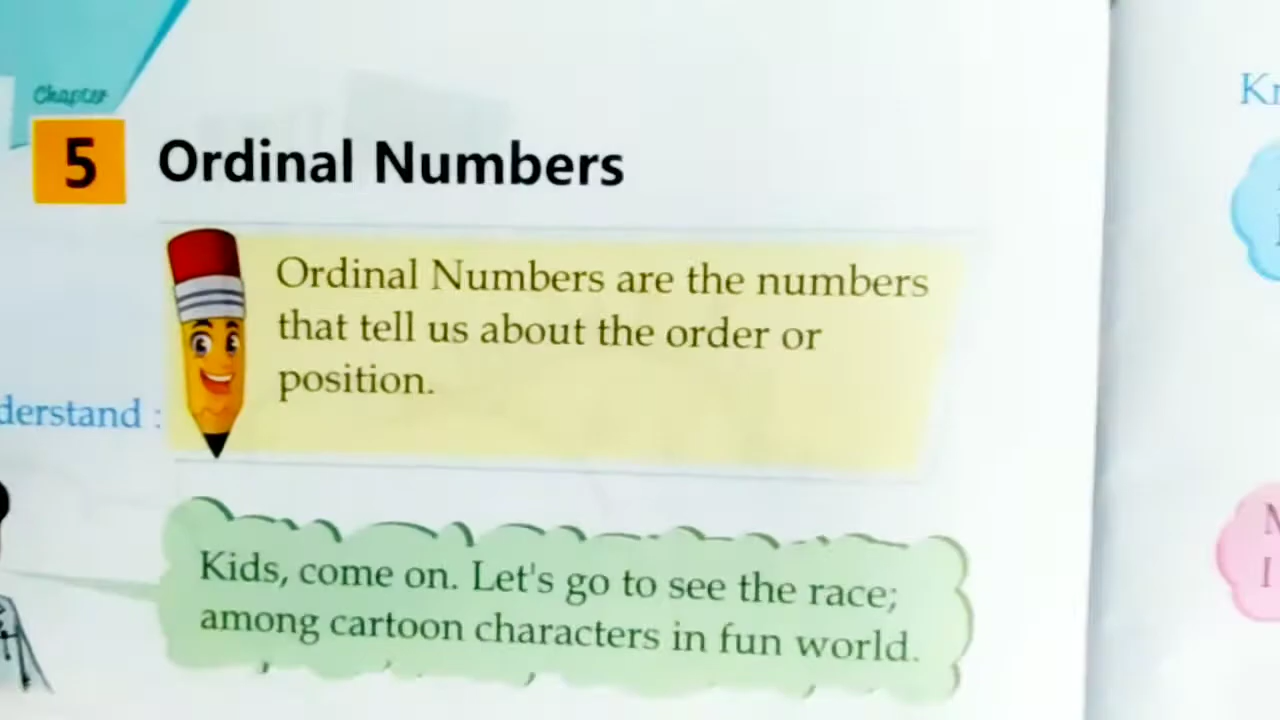 Chapter
5 Ordinal Numbers
Ordinal Numbers are the numbers
that tell us about the order or
position.
derstand :
Kids, come on. Let's go to see the race;
among cartoon characters in fun world.